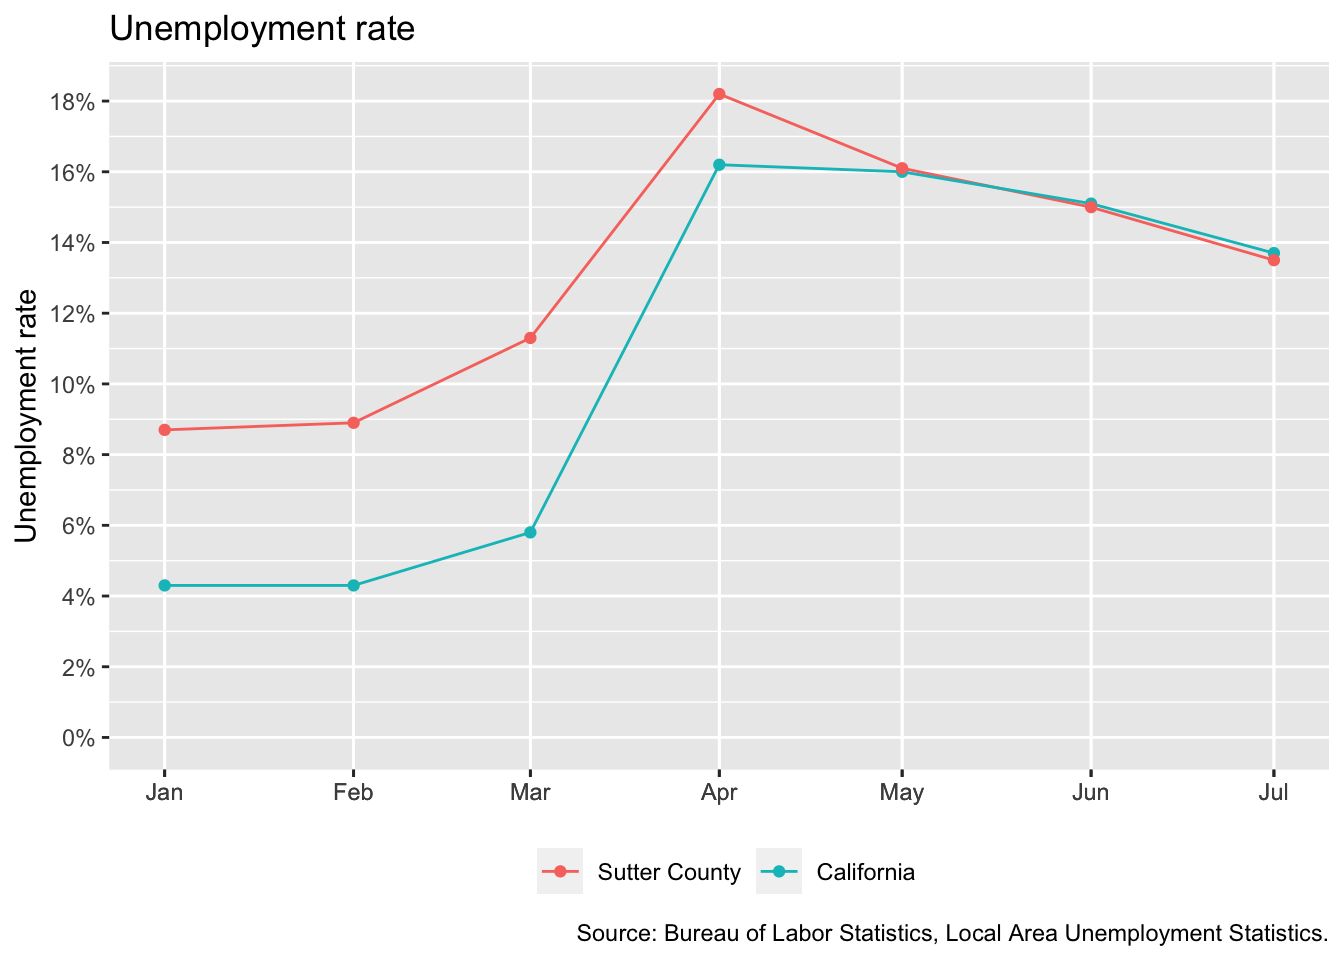 Unemployment rate
Unemployment rate
18%
16%
14%
12%
10%
8%
6%
4%
2%
0%
Jan Feb Mar Apr May Jun Jul
Sutter County California
Source: Bureau of Labor Statistics, Local Area Unemployment Statistics.